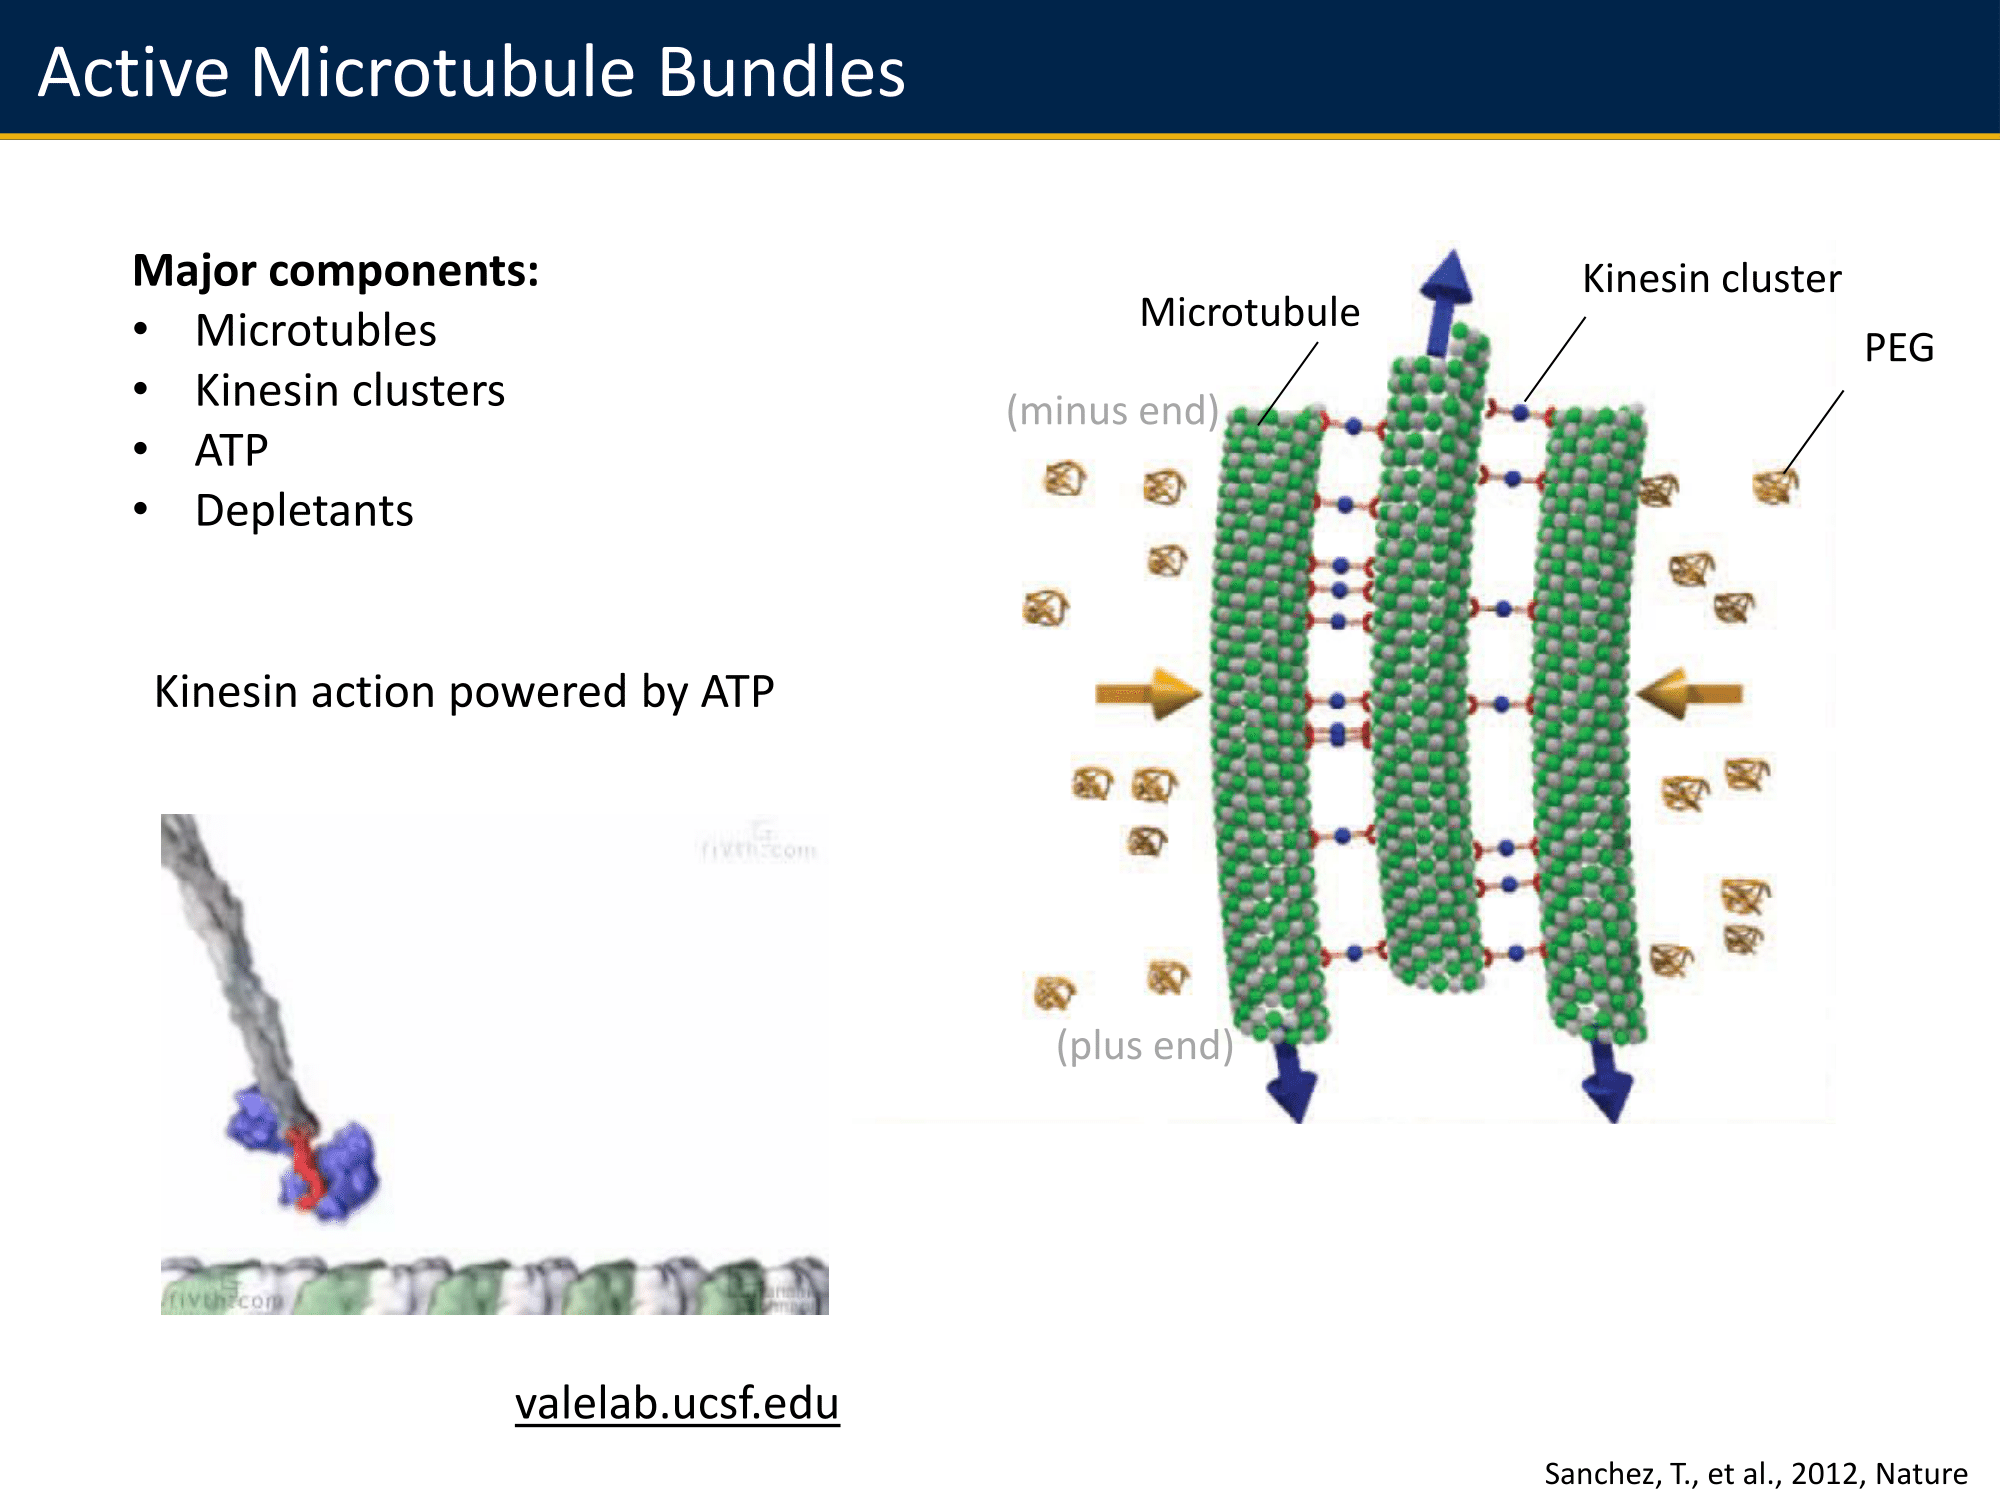 Active Microtubule Bundles
Major components:
• Microtubles
• Kinesin clusters
• ATP
• Depletants
Kinesin action powered by ATP
Microtubule
Kinesin cluster
PEG
(minus end)
(plus end)
fiVth.com
fiVth.com
valelab.ucsf.edu
Sanchez, T., et al., 2012, Nature